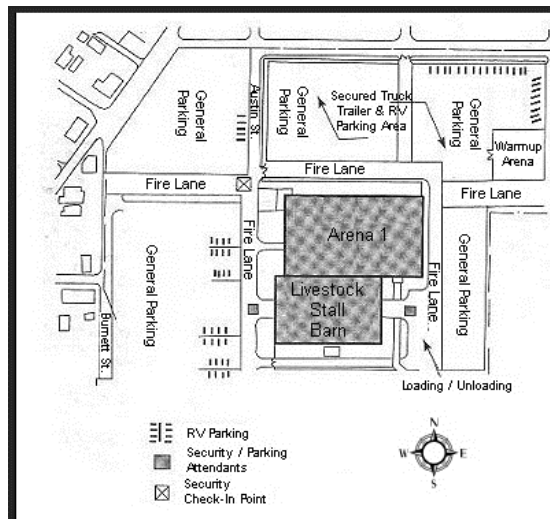 General
Parking
Austin St.
General
Parking
Secured Truck
Trailer & RV
Parking Area
General
Parking
Warmup
Arena
Fire Lane
Fire Lane
Fire Lane
General Parking
Fire Lane
Arena 1
Livestock
Stall
Barn
Fire Lane
General
Parking
Burnett St.
Loading / Unloading
RV Parking
Security / Parking
Attendants
Security
Check-In Point
N
W
E
S